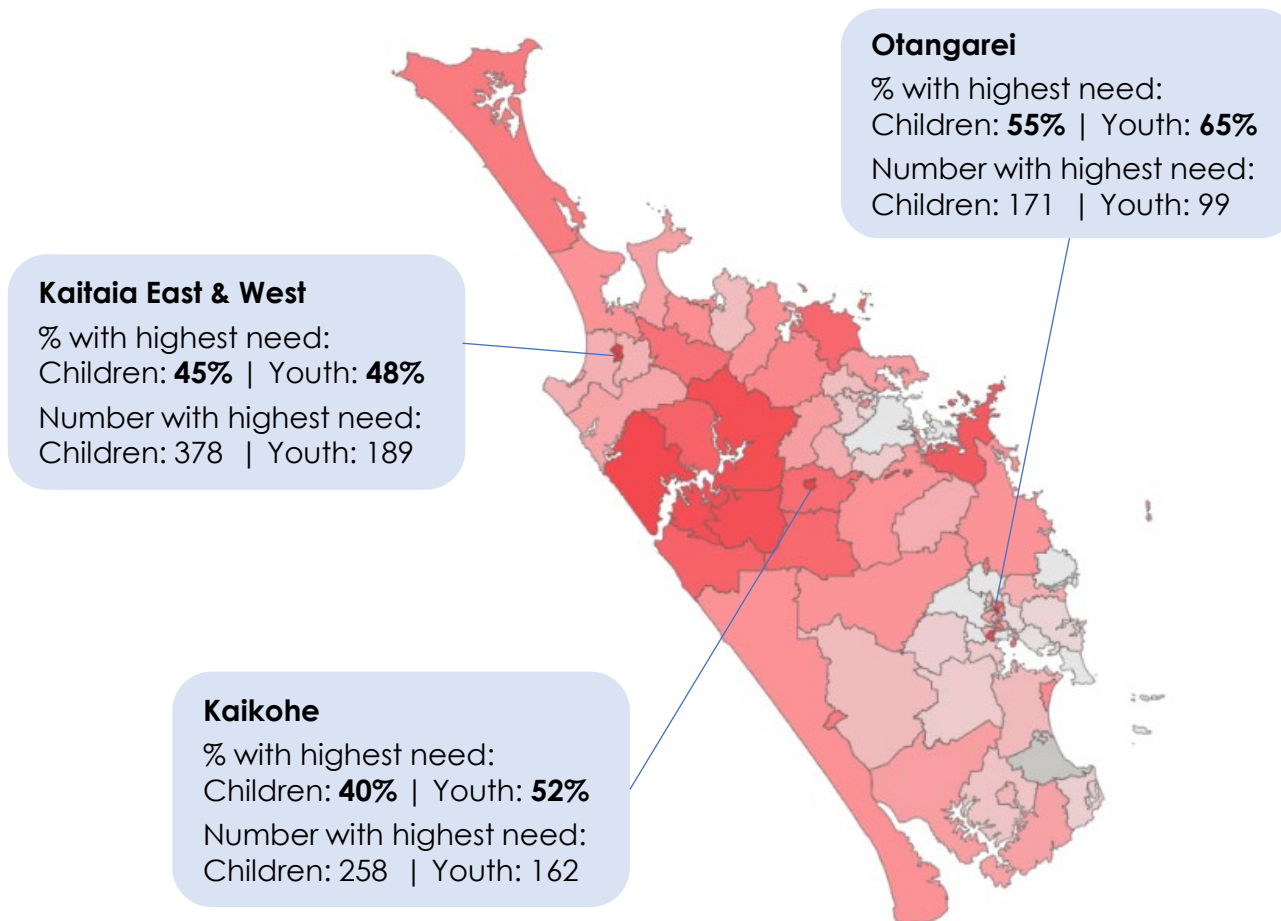 Otangarei
% with highest need:
Children: 55% | Youth: 65%
Number with highest need:
Children: 171 | Youth: 99
Kaitaia East & West
% with highest need:
Children: 45% | Youth: 48%
Number with highest need:
Children: 378 | Youth: 189
Kaikohe
% with highest need:
Children: 40% | Youth: 52%
Number with highest need:
Children: 258 | Youth: 162